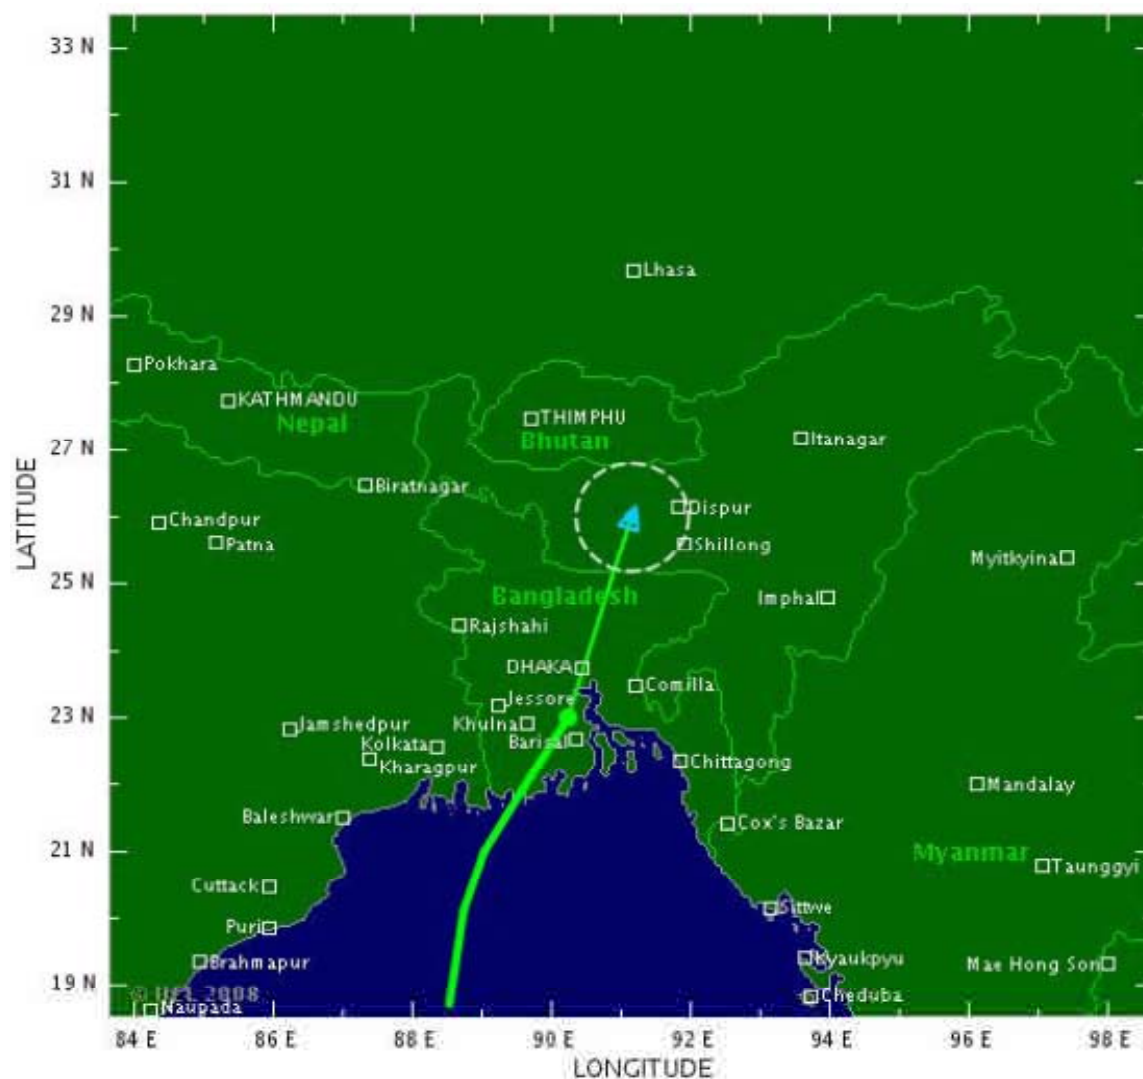 33 N
31 N
Lhasa
29 N
Pokhara
KATHMANDU
Nepal
THIMPHU
Bhutan
Itanagar
27 N
LATITUDE
Biratnagar
Dispur
Chandpur
Patna
Shillong
Myitkyina
25 N
Bangladesh
Imphal
Rajshahi
DHAKA
Comilla
Jessore
23 N
Khulna
Jamshedpur
Kolkata
Barisal
Kharagpur
Chittagong
Mandalay
Baleshwar
Cox's Bazar
21 N
Myanmar
Taunggyi
Cuttack
Sittwe
Puri
Brahmapur
Kyaukpyu
Mae Hong Son
19 N
© UCL 2008
Cheduba
Naupada
84 E 86 E 88 E 90 E 92 E 94 E 96 E 98 E
LONGITUDE